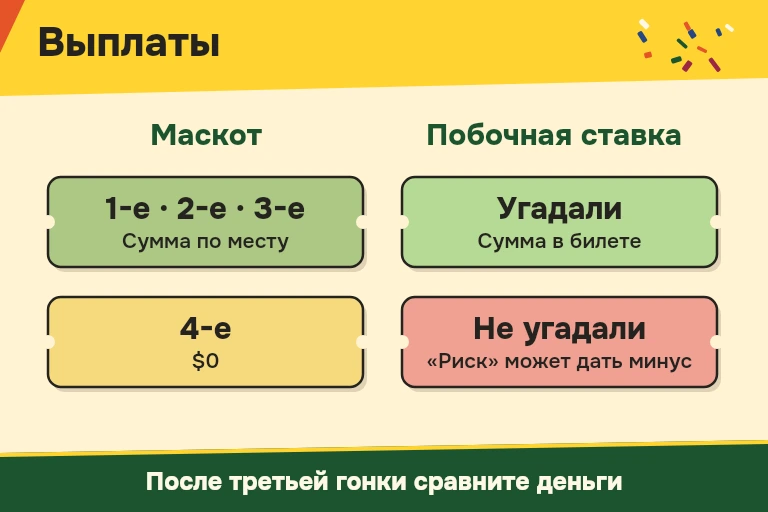 Выплаты
Маскот
1-е · 2-е · 3-е
Сумма по месту
4-е
$0
Побочная ставка
Угадали
Сумма в билете
Не угадали
«Риск» может дать минус
После третьей гонки сравните деньги